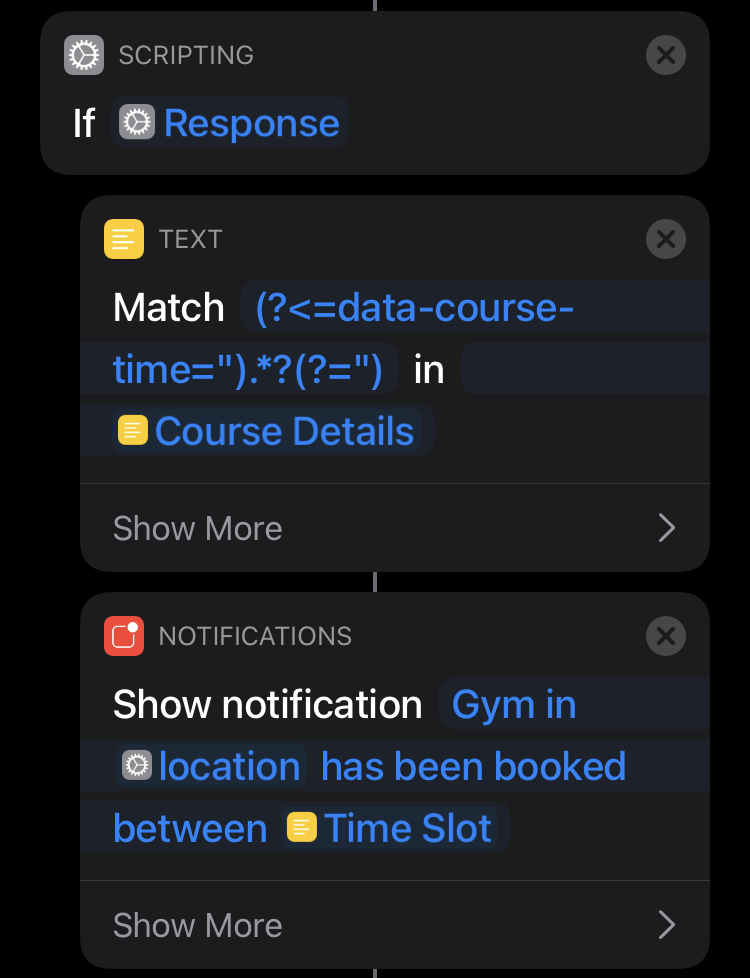 SCRIPTING
If Response
TEXT
Match (?<=data-course-
time=").*?(?=") in
Course Details
Show More
NOTIFICATIONS
Show notification Gym in
location has been booked
between Time Slot
Show More